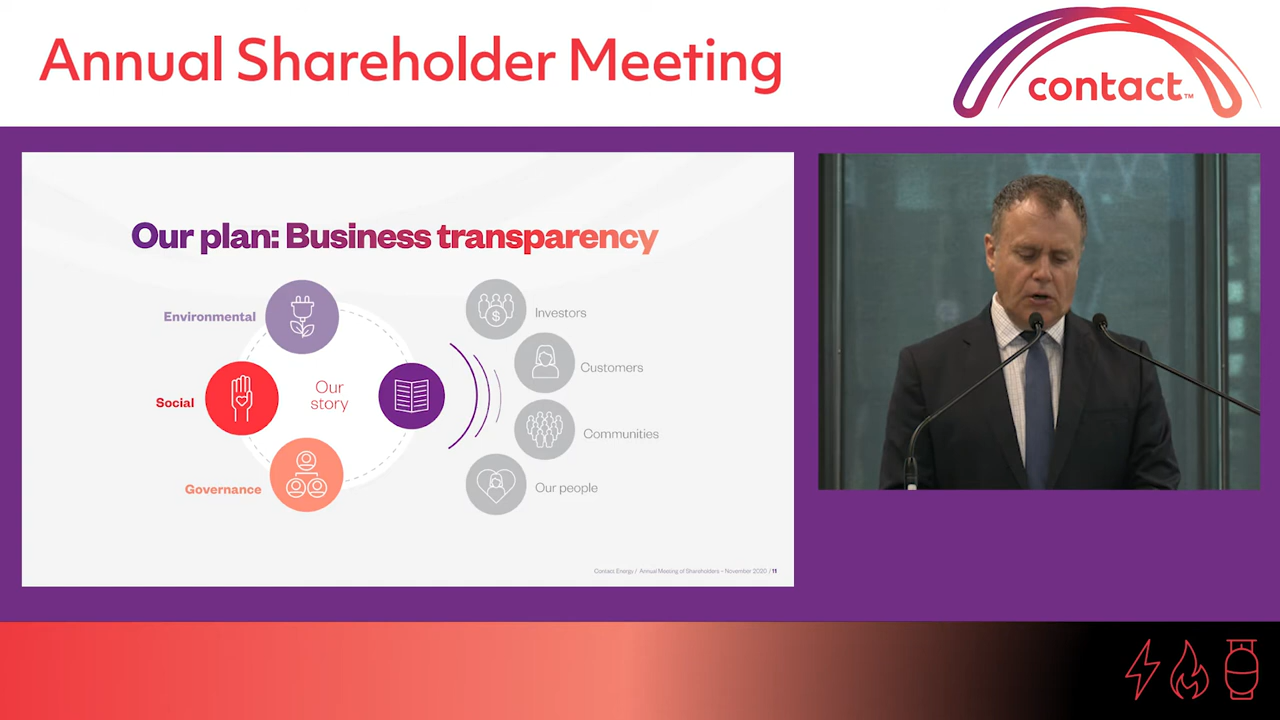 Annual Shareholder Meeting
contact™
Our plan: Business transparency
Environmental
Social
Governance
Our
story
Investors
Customers
Communities
Our people
$
Contact Energy / Annual Meeting of Shareholders – November 2020 / 11